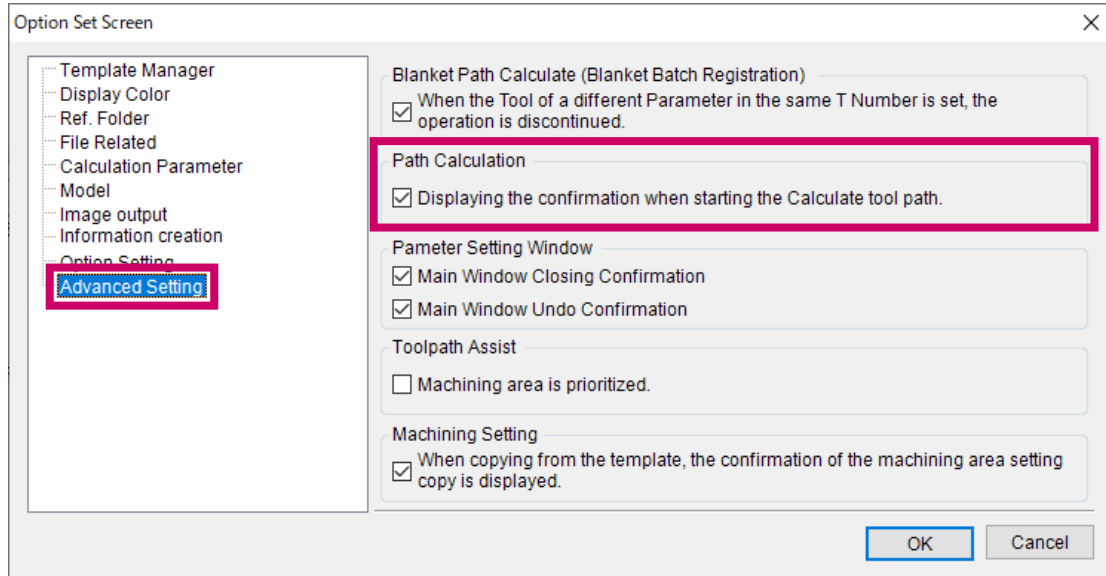 Option Set Screen
Template Manager
Display Color
Ref. Folder
File Related
Calculation Parameter
Model
Image output
Information creation
Option Setting
Advanced Setting
Blanket Path Calculate (Blanket Batch Registration)
When the Tool of a different Parameter in the same T Number is set, the
operation is discontinued.
Path Calculation
Displaying the confirmation when starting the Calculate tool path.
Pameter Setting Window
Main Window Closing Confirmation
Main Window Undo Confirmation
Toolpath Assist
Machining area is prioritized.
Machining Setting
When copying from the template, the confirmation of the machining area setting
copy is displayed.
OK
Cancel